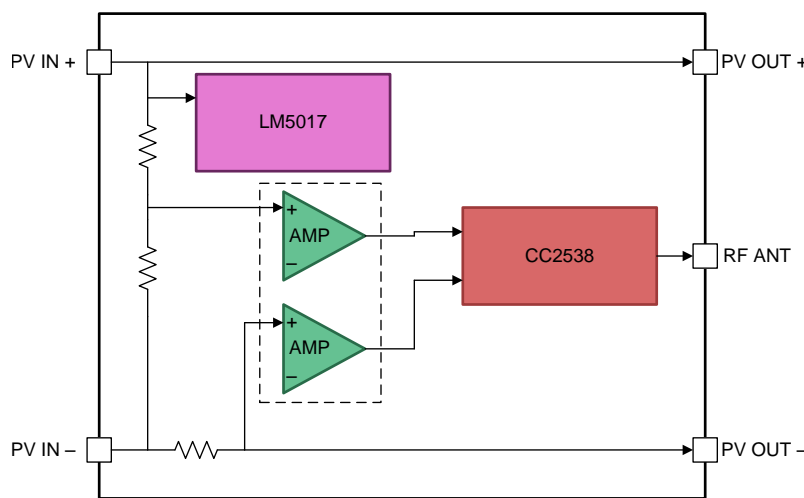 PV IN +
PV OUT +
LM5017
+
AMP
–
CC2538
RF ANT
+
AMP
–
PV IN –
PV OUT –